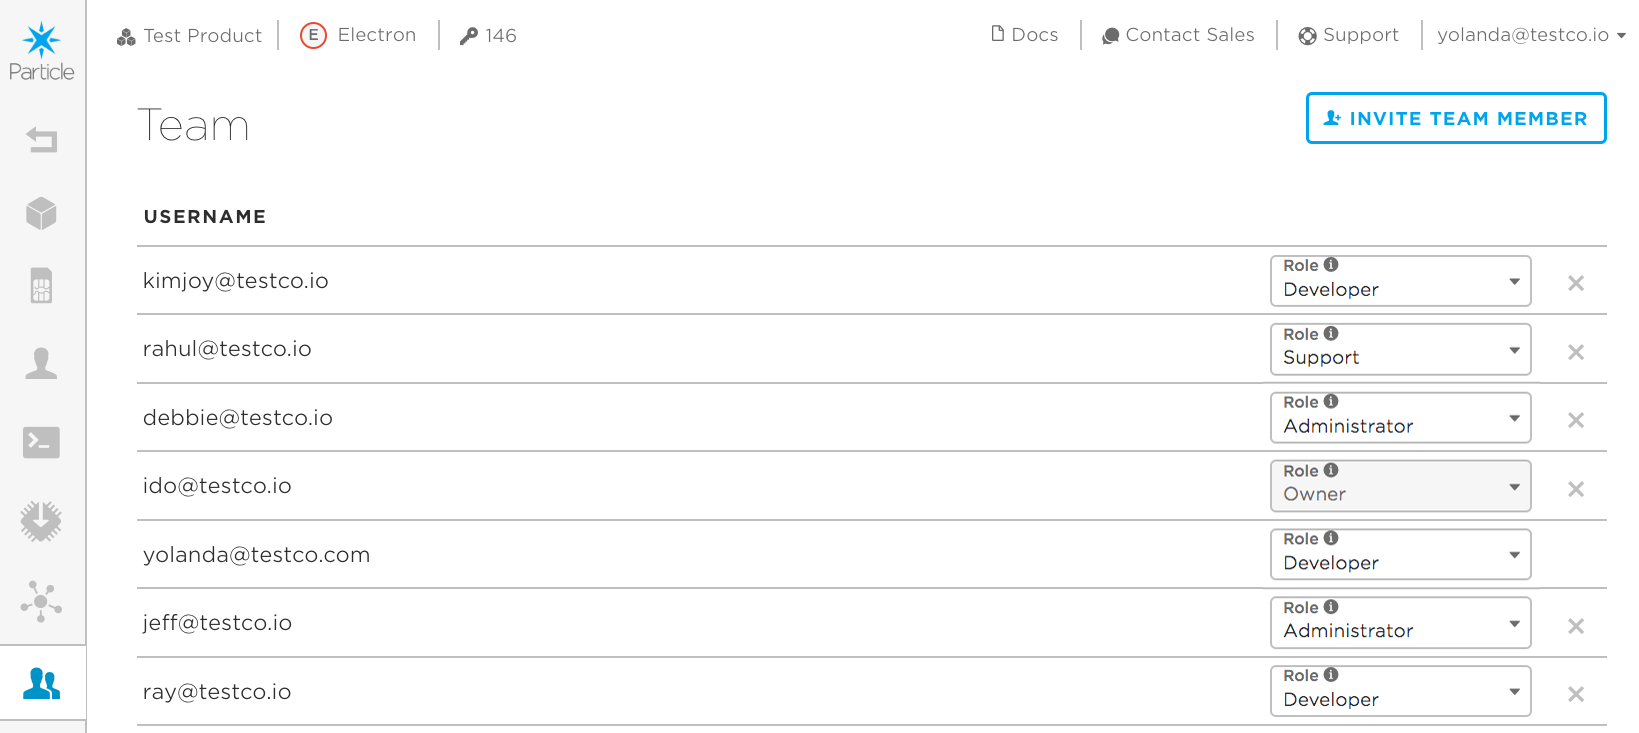 Particle
Test Product
E Electron
146
Docs
Contact Sales
Support
yolanda@testco.io
Team
INVITE TEAM MEMBER
USERNAME
kimjoy@testco.io
Role
Developer
rahul@testco.io
Role
Support
debbie@testco.io
Role
Administrator
ido@testco.io
Role
Owner
yolanda@testco.com
Role
Developer
jeff@testco.io
Role
Administrator
ray@testco.io
Role
Developer